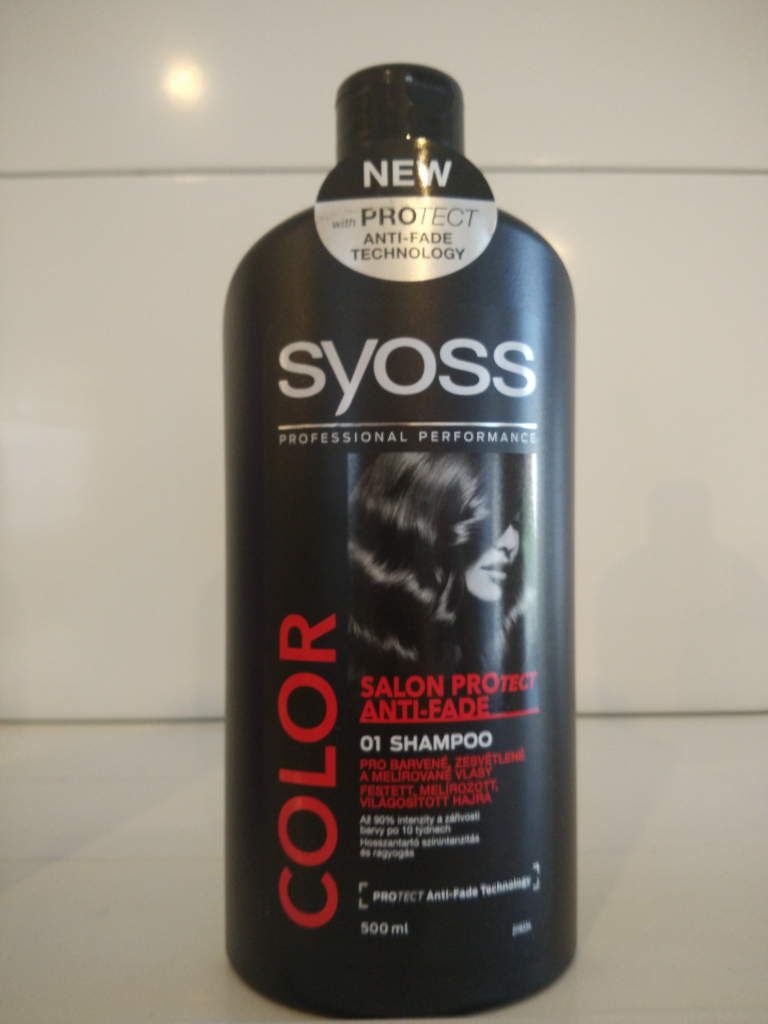 NEW
with PROTECT
ANTI-FADE
TECHNOLOGY
syoss
PROFESSIONAL PERFORMANCE
COLOR
SALON PROTECT
ANTI-FADE
01 SHAMPOO
PRO BARVENÉ, ZESVĚTLENÉ
A MELÍROVANÉ VLASY
FESTETT, MELÍROZOTT,
VILÁGOSÍTOTT HAJRA
Až 90% intenzity a zářivosti
barvy po 10 týdnech
Hosszantartó színintenzitás
és ragyogás
PROTECT Anti-Fade Technology
500 ml